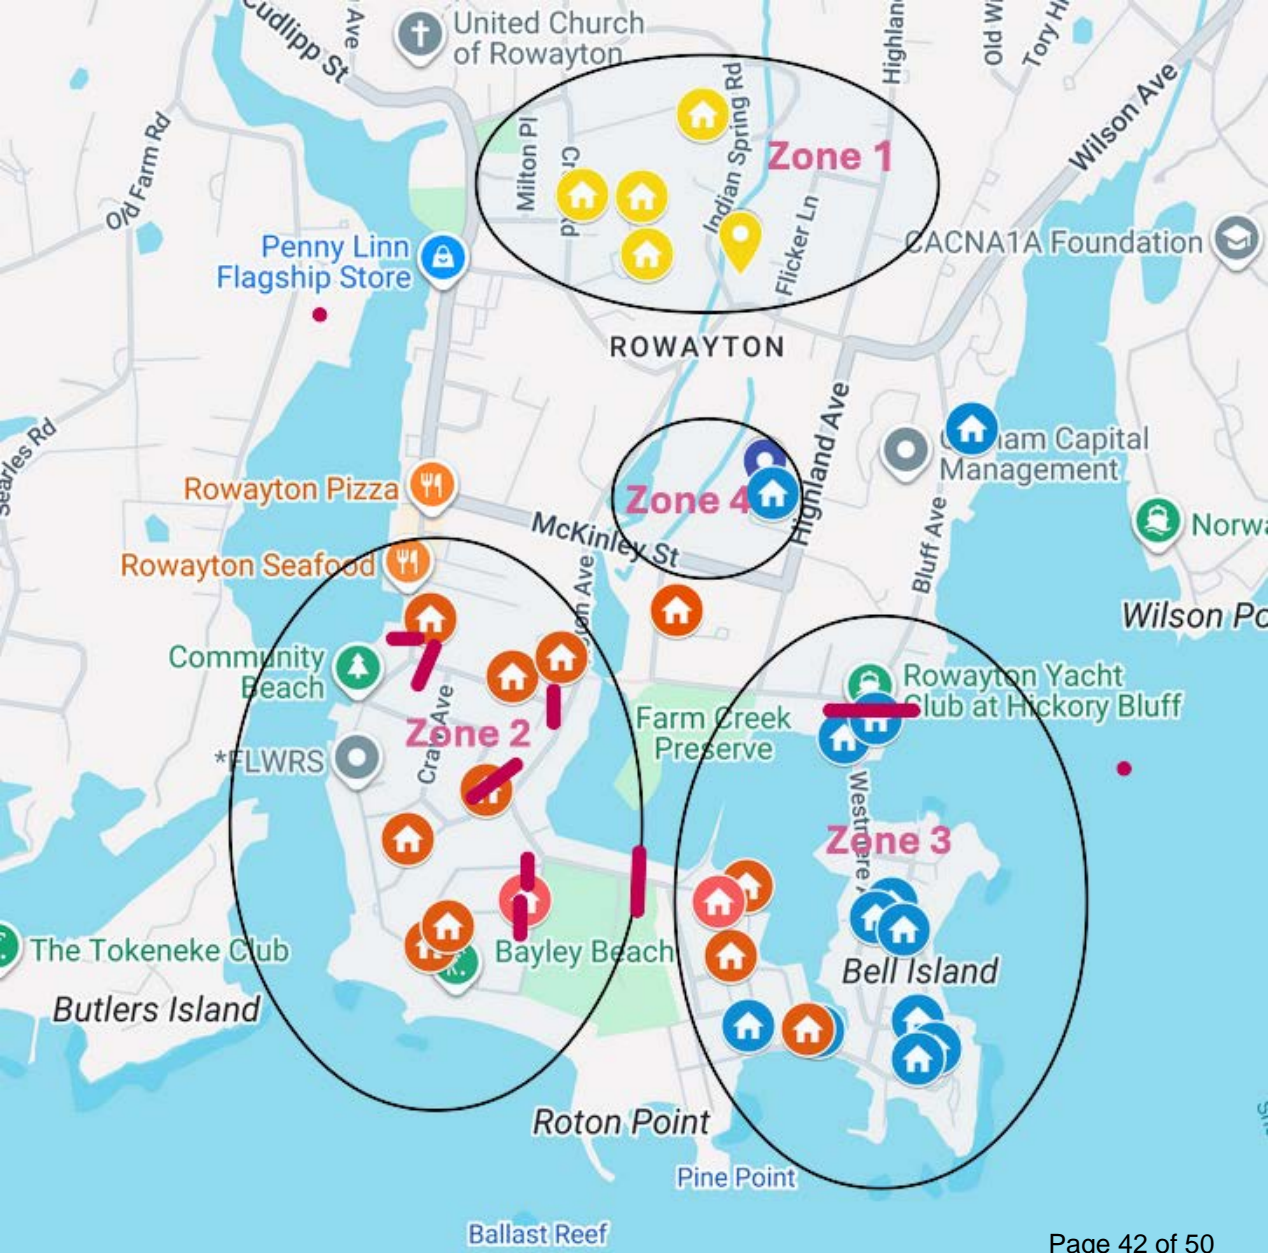 Cudlipp St
Ave
United Church
of Rowayton
Highlan
Old Wi
Tory H
Wilson Ave
Old Farm Rd
Milton Pl
Indian Spring Rd
Zone 1
Flicker Ln
CACNA1A Foundation
Penny Linn
Flagship Store
ROWAYTON
Highland Ave
Searles Rd
Capital
Management
Rowayton Pizza
Zone 4
McKinley St
Norwa
Rowayton Seafood
Bluff Ave
Wilson Po
Community
Beach
Rowayton Yacht
Club at Hickory Bluff
Farm Creek
Preserve
Zone 2
*FLWRS
Zone 3
The Tokeneke Club
Bayley Beach
Bell Island
Butlers Island
Roton Point
Pine Point
Ballast Reef
Page 42 of 50